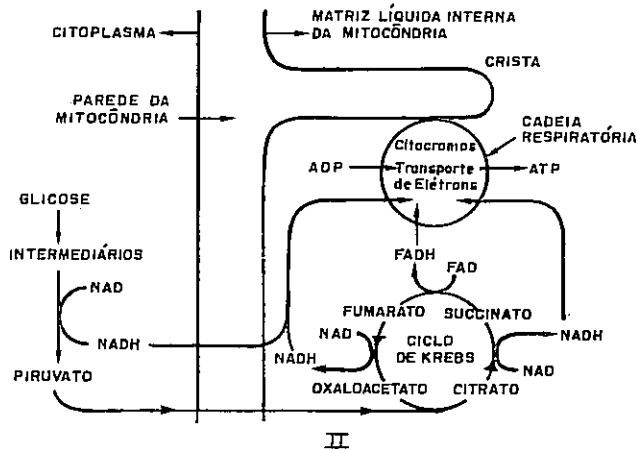 MATRIZ LÍQUIDA INTERNA
DA MITOCÔNDRIA
CITOPLASMA
CRISTA
PAREDE DA
MITOCÔNDRIA
CADEIA
RESPIRATÓRIA
Citocromos
ADP
Transporte
de Elétrons
ATP
GLICOSE
INTERMEDIÁRIOS
FADH
FAD
NAD
FUMARATO
SUCCINATO
NADH
NAD
CICLO
DE KREBS
NADH
NADH
NAD
PIRUVATO
OXALOACETATO
CITRATO
II